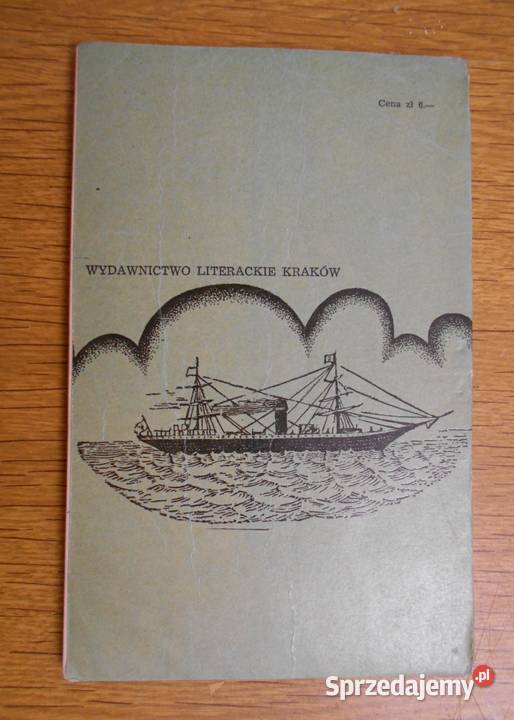 Cena zł 6.—
WYDAWNICTWO LITERACKIE KRAKÓW
Sprzedajemy.pl